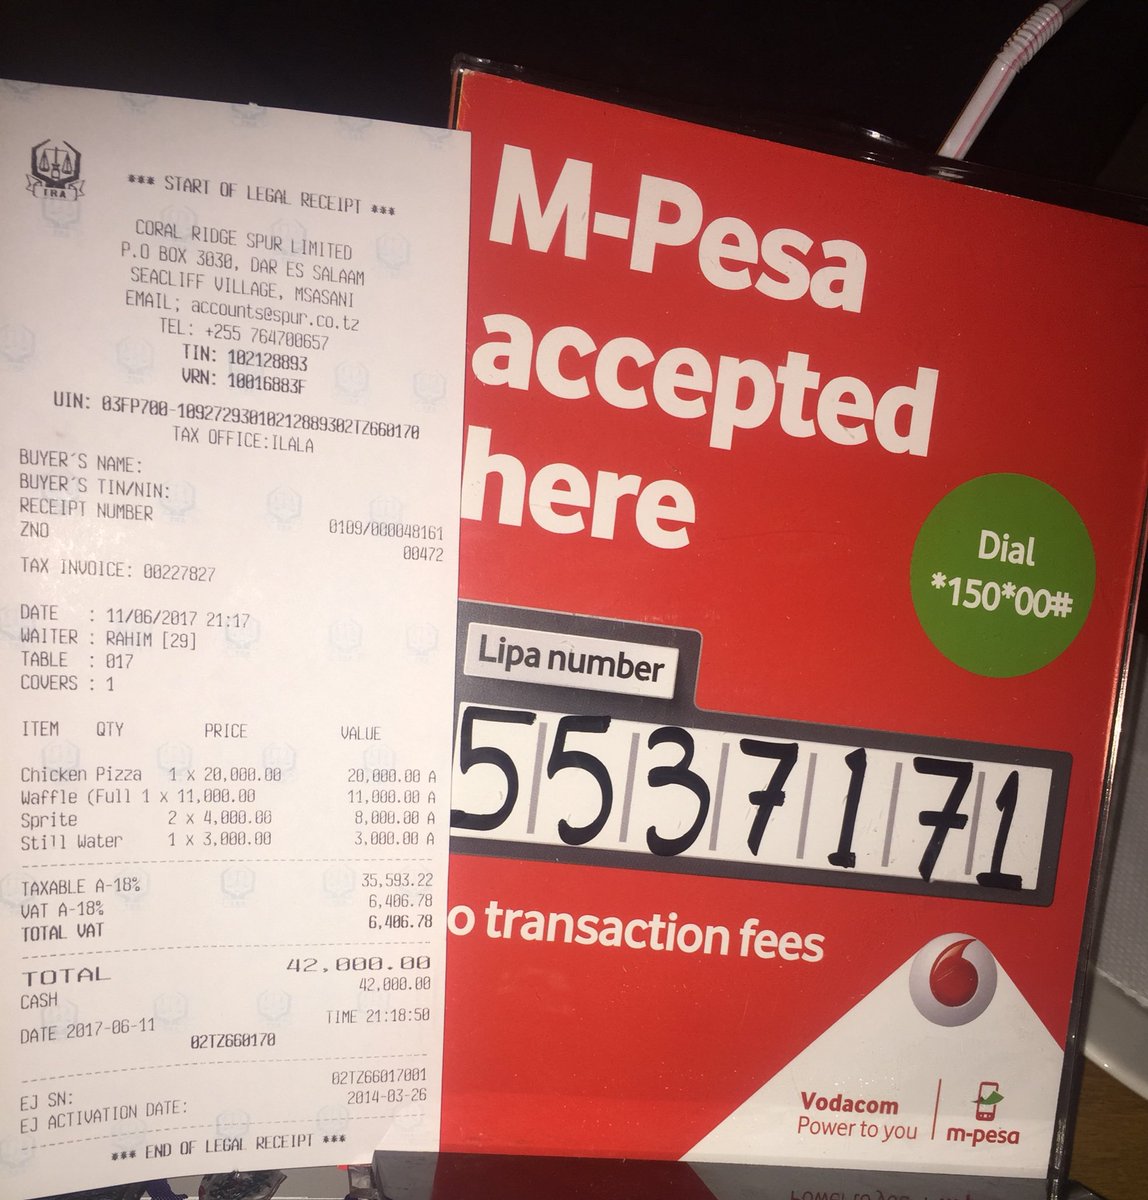 TRA
*** START OF LEGAL RECEIPT ***
CORAL RIDGE SPUR LIMITED
P.O BOX 3030, DAR ES SALAAM
SEACLIFF VILLAGE, MSASANI
EMAIL; accounts@spur.co.tz
TEL: +255 764700657
TIN: 102128893
VRN: 10016883F
UIN: 03FP700-10927293010212889302TZ660170
TAX OFFICE:ILALA
BUYER'S NAME:
BUYER'S TIN/NIN:
RECEIPT NUMBER 0109/000048161
ZNO 00472
TAX INVOICE: 00227827
DATE : 11/06/2017 21:17
WAITER : RAHIM [29]
TABLE : 017
COVERS : 1
ITEM QTY PRICE VALUE
Chicken Pizza 1 x 20,000.00 20,000.00 A
Waffle (Full 1 x 11,000.00 11,000.00 A
Sprite 2 x 4,000.00 8,000.00 A
Still Water 1 x 3,000.00 3,000.00 A
TAXABLE A-18% 35,593.22
VAT A-18% 6,406.78
TOTAL VAT 6,406.78
TOTAL 42,000.00
CASH 42,000.00
DATE 2017-06-11 TIME 21:18:50
02TZ660170
EJ SN: 02TZ66017001
EJ ACTIVATION DATE: 2014-03-26
*** END OF LEGAL RECEIPT ***
M-Pesa
accepted
here
Dial
*150*00#
Lipa number
5537171
o transaction fees
Vodacom
Power to you
m-pesa